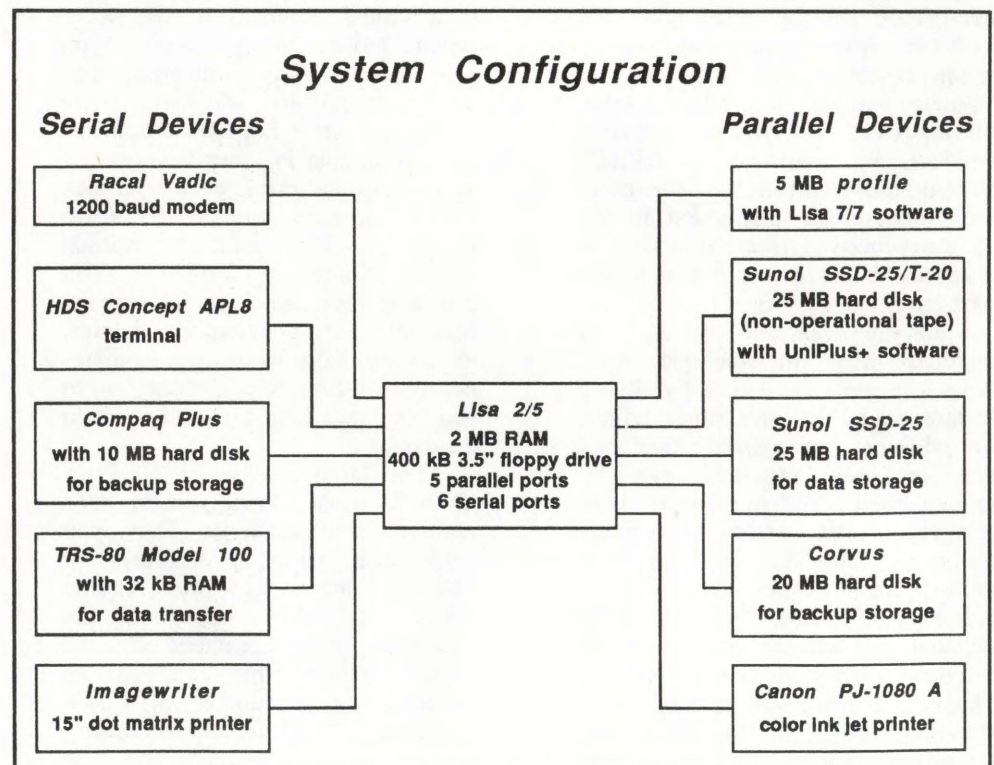 System Configuration
Serial Devices
Racal Vadic
1200 baud modem
HDS Concept APL8
terminal
Compaq Plus
with 10 MB hard disk
for backup storage
TRS-80 Model 100
with 32 kB RAM
for data transfer
Imagewriter
15" dot matrix printer
Lisa 2/5
2 MB RAM
400 kB 3.5" floppy drive
5 parallel ports
6 serial ports
Parallel Devices
5 MB profile
with Lisa 7/7 software
Sunol SSD-25/T-20
25 MB hard disk
(non-operational tape)
with UniPlus+ software
Sunol SSD-25
25 MB hard disk
for data storage
Corvus
20 MB hard disk
for backup storage
Canon PJ-1080 A
color ink jet printer